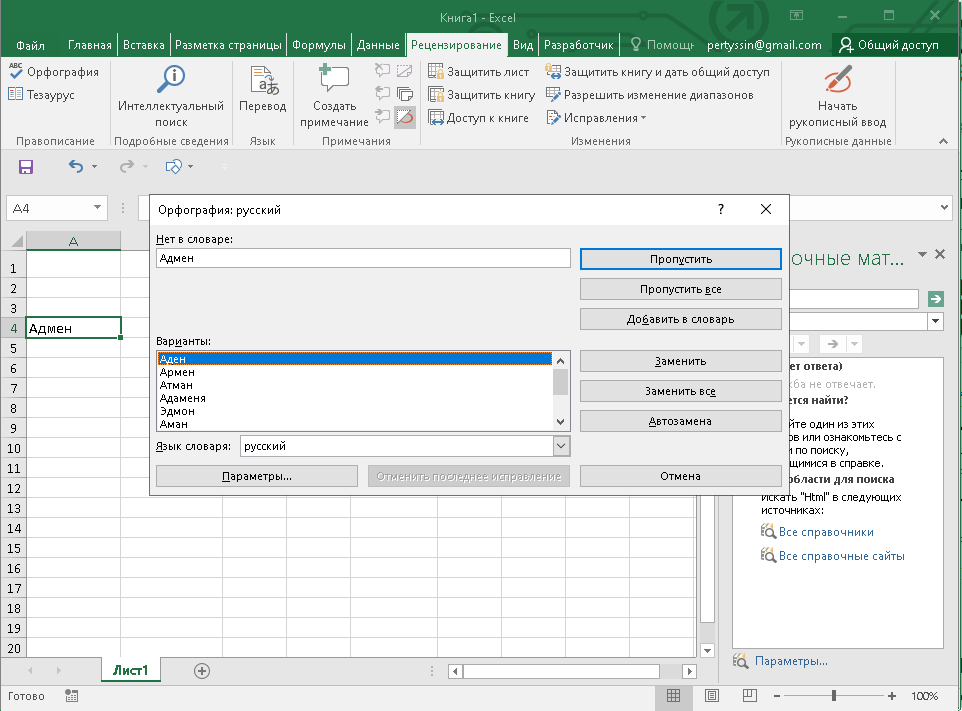 Книга1 - Excel
Файл Главная Вставка Разметка страницы Формулы Данные Рецензирование Вид Разработчик Помощь pertyssin@gmail.com Общий доступ
ABC
Орфография
Тезаурус
Правописание
Интеллектуальный
поиск
Подробные сведения
Перевод
Язык
Создать
примечание
Примечания
Защитить лист
Защитить книгу
Доступ к книге
Защитить книгу и дать общий доступ
Разрешить изменение диапазонов
Исправления
Изменения
Начать
рукописный ввод
Рукописные данные
A4
Орфография: русский
?
Нет в словаре:
Адмен
Пропустить
Пропустить все
Добавить в словарь
Варианты:
Аден
Армен
Атман
Адаменя
Эдмон
Аман
Заменить
Заменить все
Автозамена
Язык словаря: русский
Параметры... Отменить последнее исправление Отмена
A
1
2
3
4 Адмен
5
6
7
8
9
10
11
12
13
14
15
16
17
18
19
20
очные мат...
ет ответа)
жба не отвечает.
ется найти?
йте один из этих
ов или ознакомьтесь с
и по поиску,
щимися в справке.
области для поиска
Искать "Html" в следующих
источниках:
Все справочники
Все справочные сайты
Параметры...
Лист1
Готово
100%